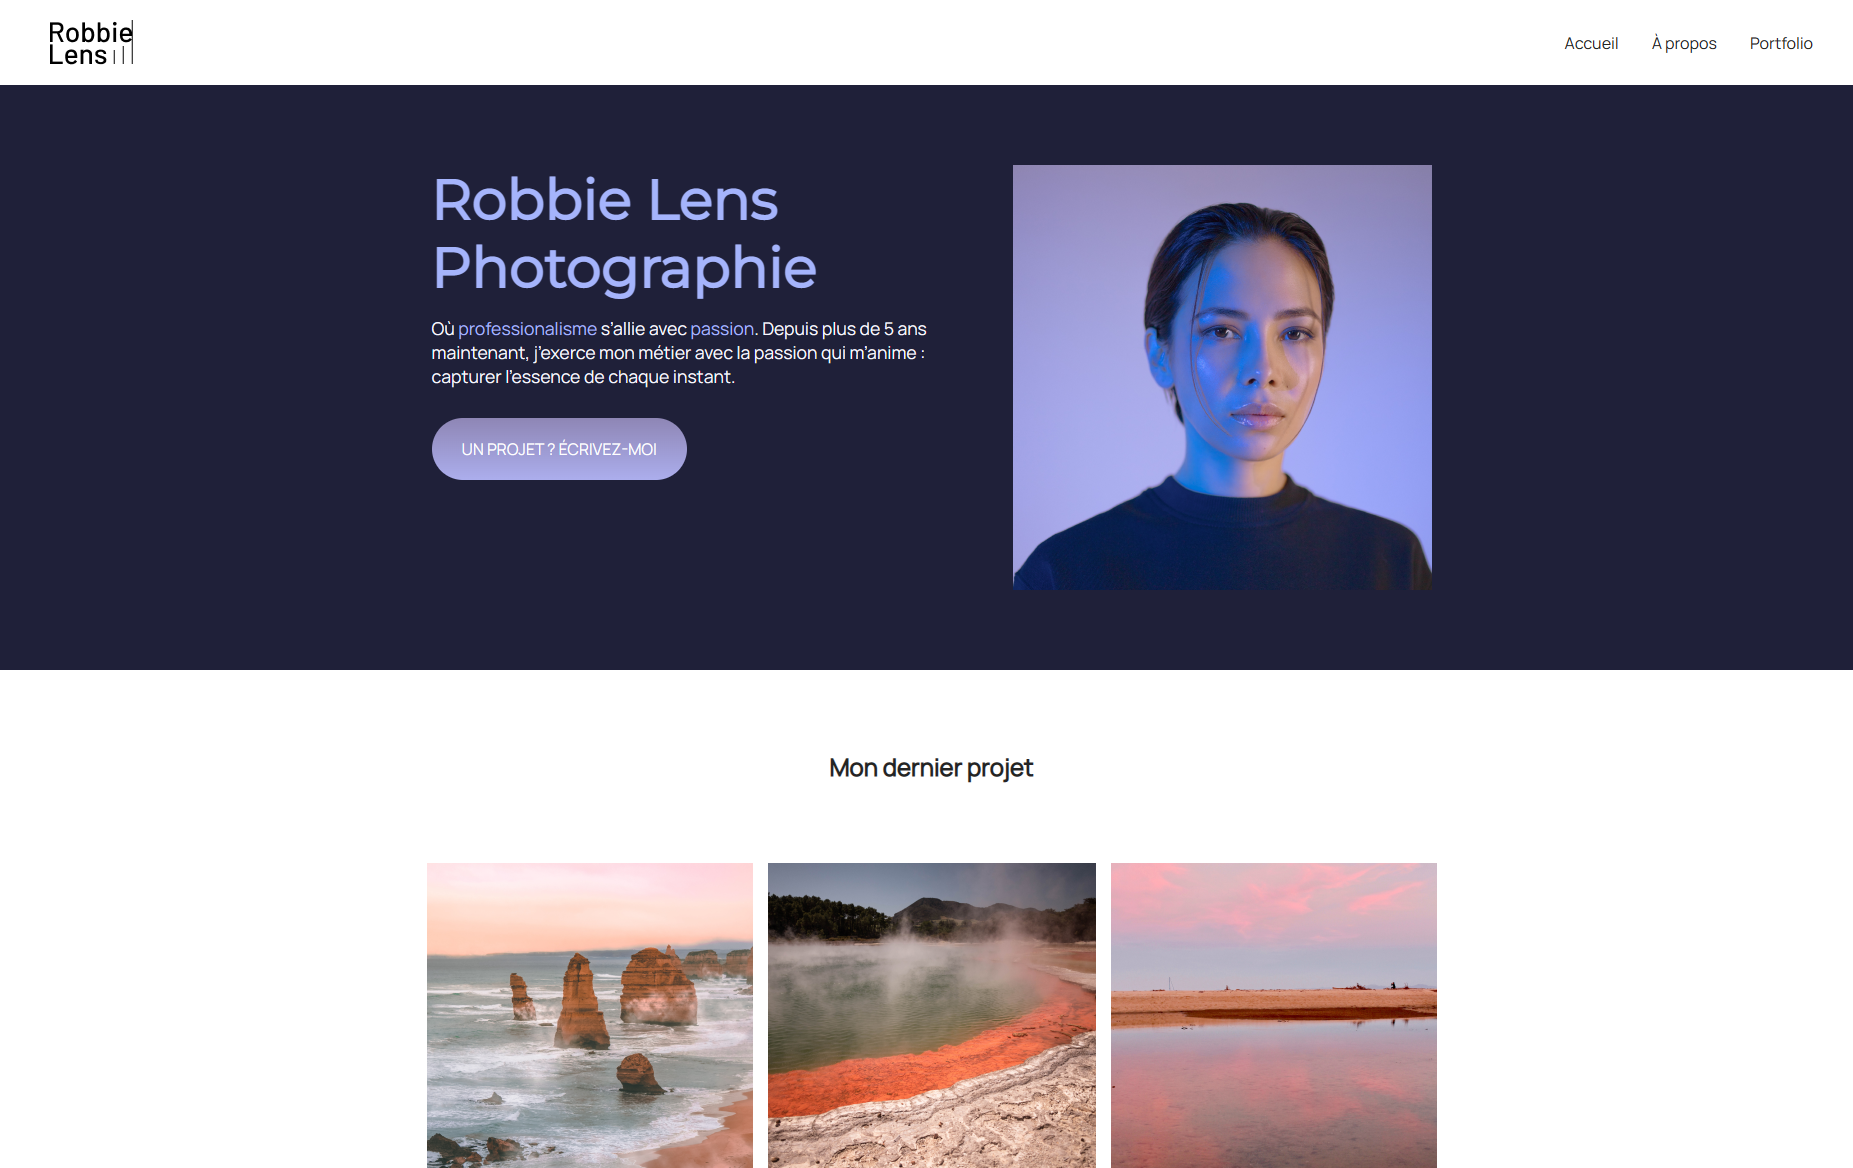 Robbie
Lens
Accueil À propos Portfolio
Robbie Lens
Photographie
Où professionalisme s’allie avec passion. Depuis plus de 5 ans
maintenant, j’exerce mon métier avec la passion qui m’anime :
capturer l’essence de chaque instant.
UN PROJET ? ÉCRIVEZ-MOI
Mon dernier projet